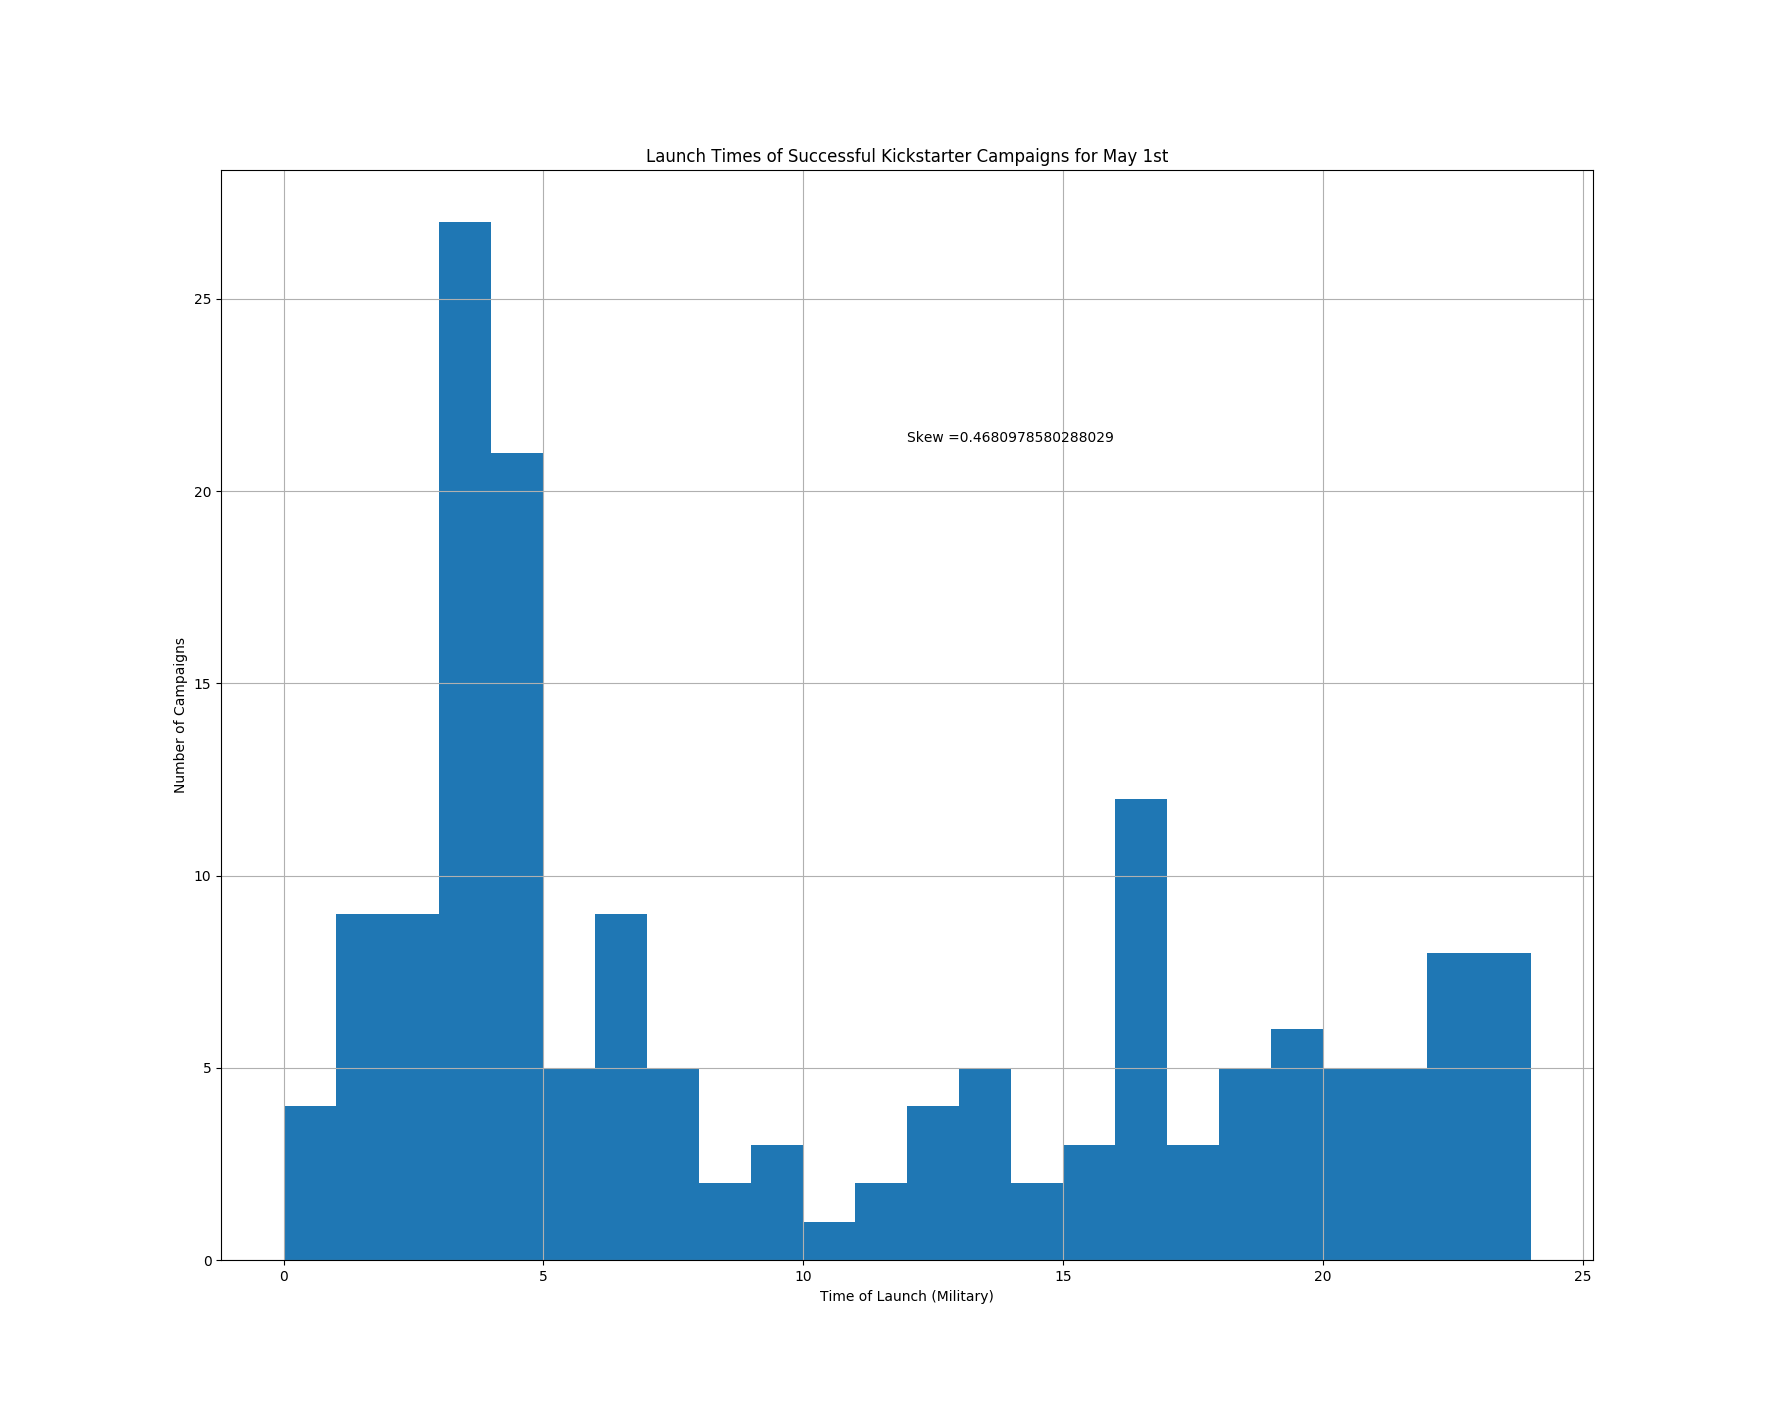 Launch Times of Successful Kickstarter Campaigns for May 1st
25
20
15
10
5
0
Number of Campaigns
Skew =0.4680978580288029
0 5 10 15 20 25
Time of Launch (Military)